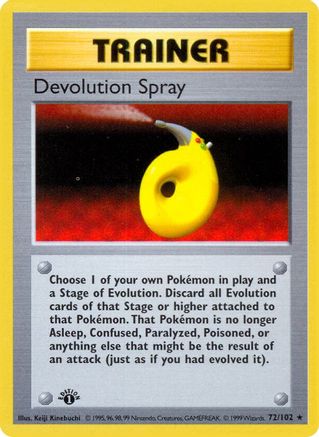 TRAINER
Devolution Spray
Choose 1 of your own Pokémon in play and
a Stage of Evolution. Discard all Evolution
cards of that Stage or higher attached to
that Pokémon. That Pokémon is no longer
Asleep, Confused, Paralyzed, Poisoned, or
anything else that might be the result of
an attack (just as if you had evolved it).
EDITION
1
Illus. Keiji Kinebuchi © 1995, 96, 98, 99 Nintendo, Creatures, GAMEFREAK. © 1999 Wizards. 72/102 ★